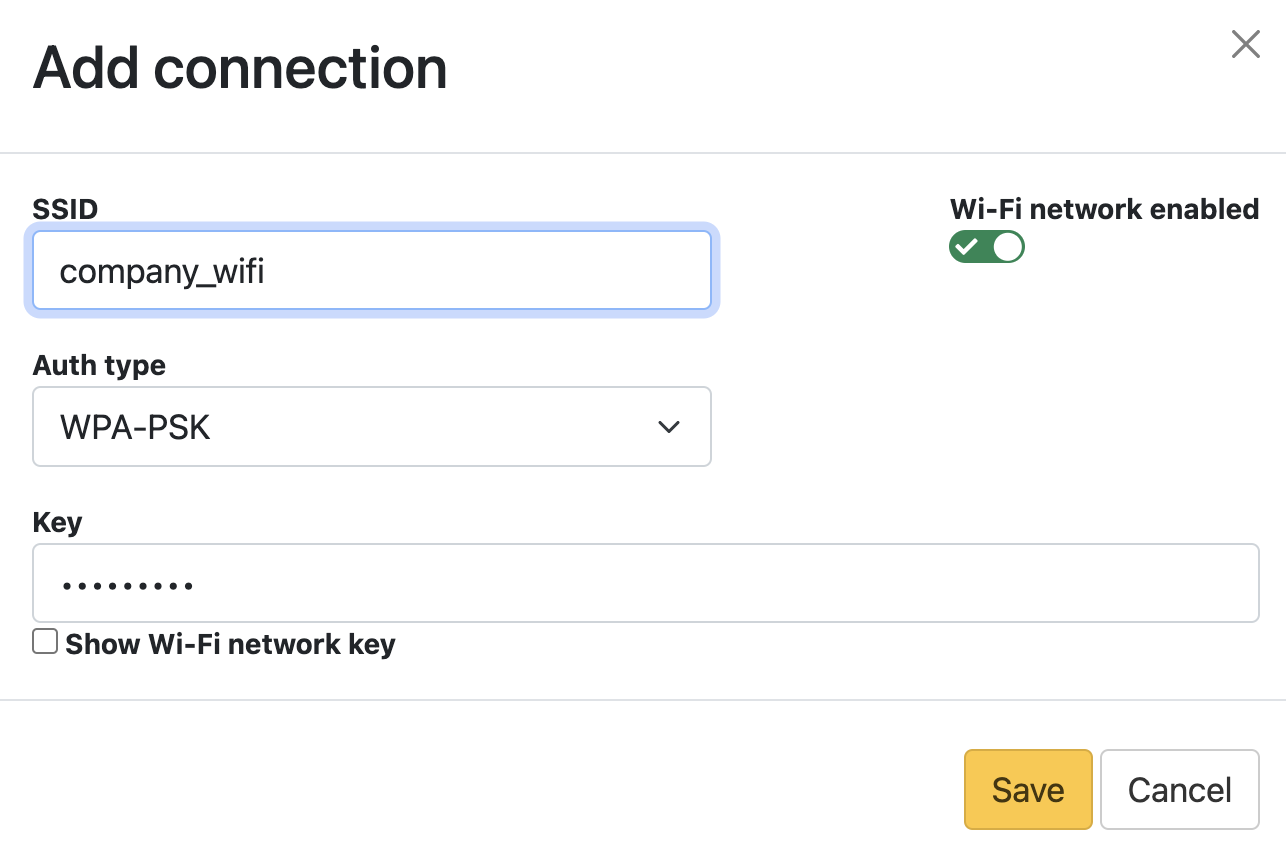 Add connection
SSID
Wi-Fi network enabled
company_wifi
Auth type
WPA-PSK
Key
•••••••••
Show Wi-Fi network key
Save
Cancel